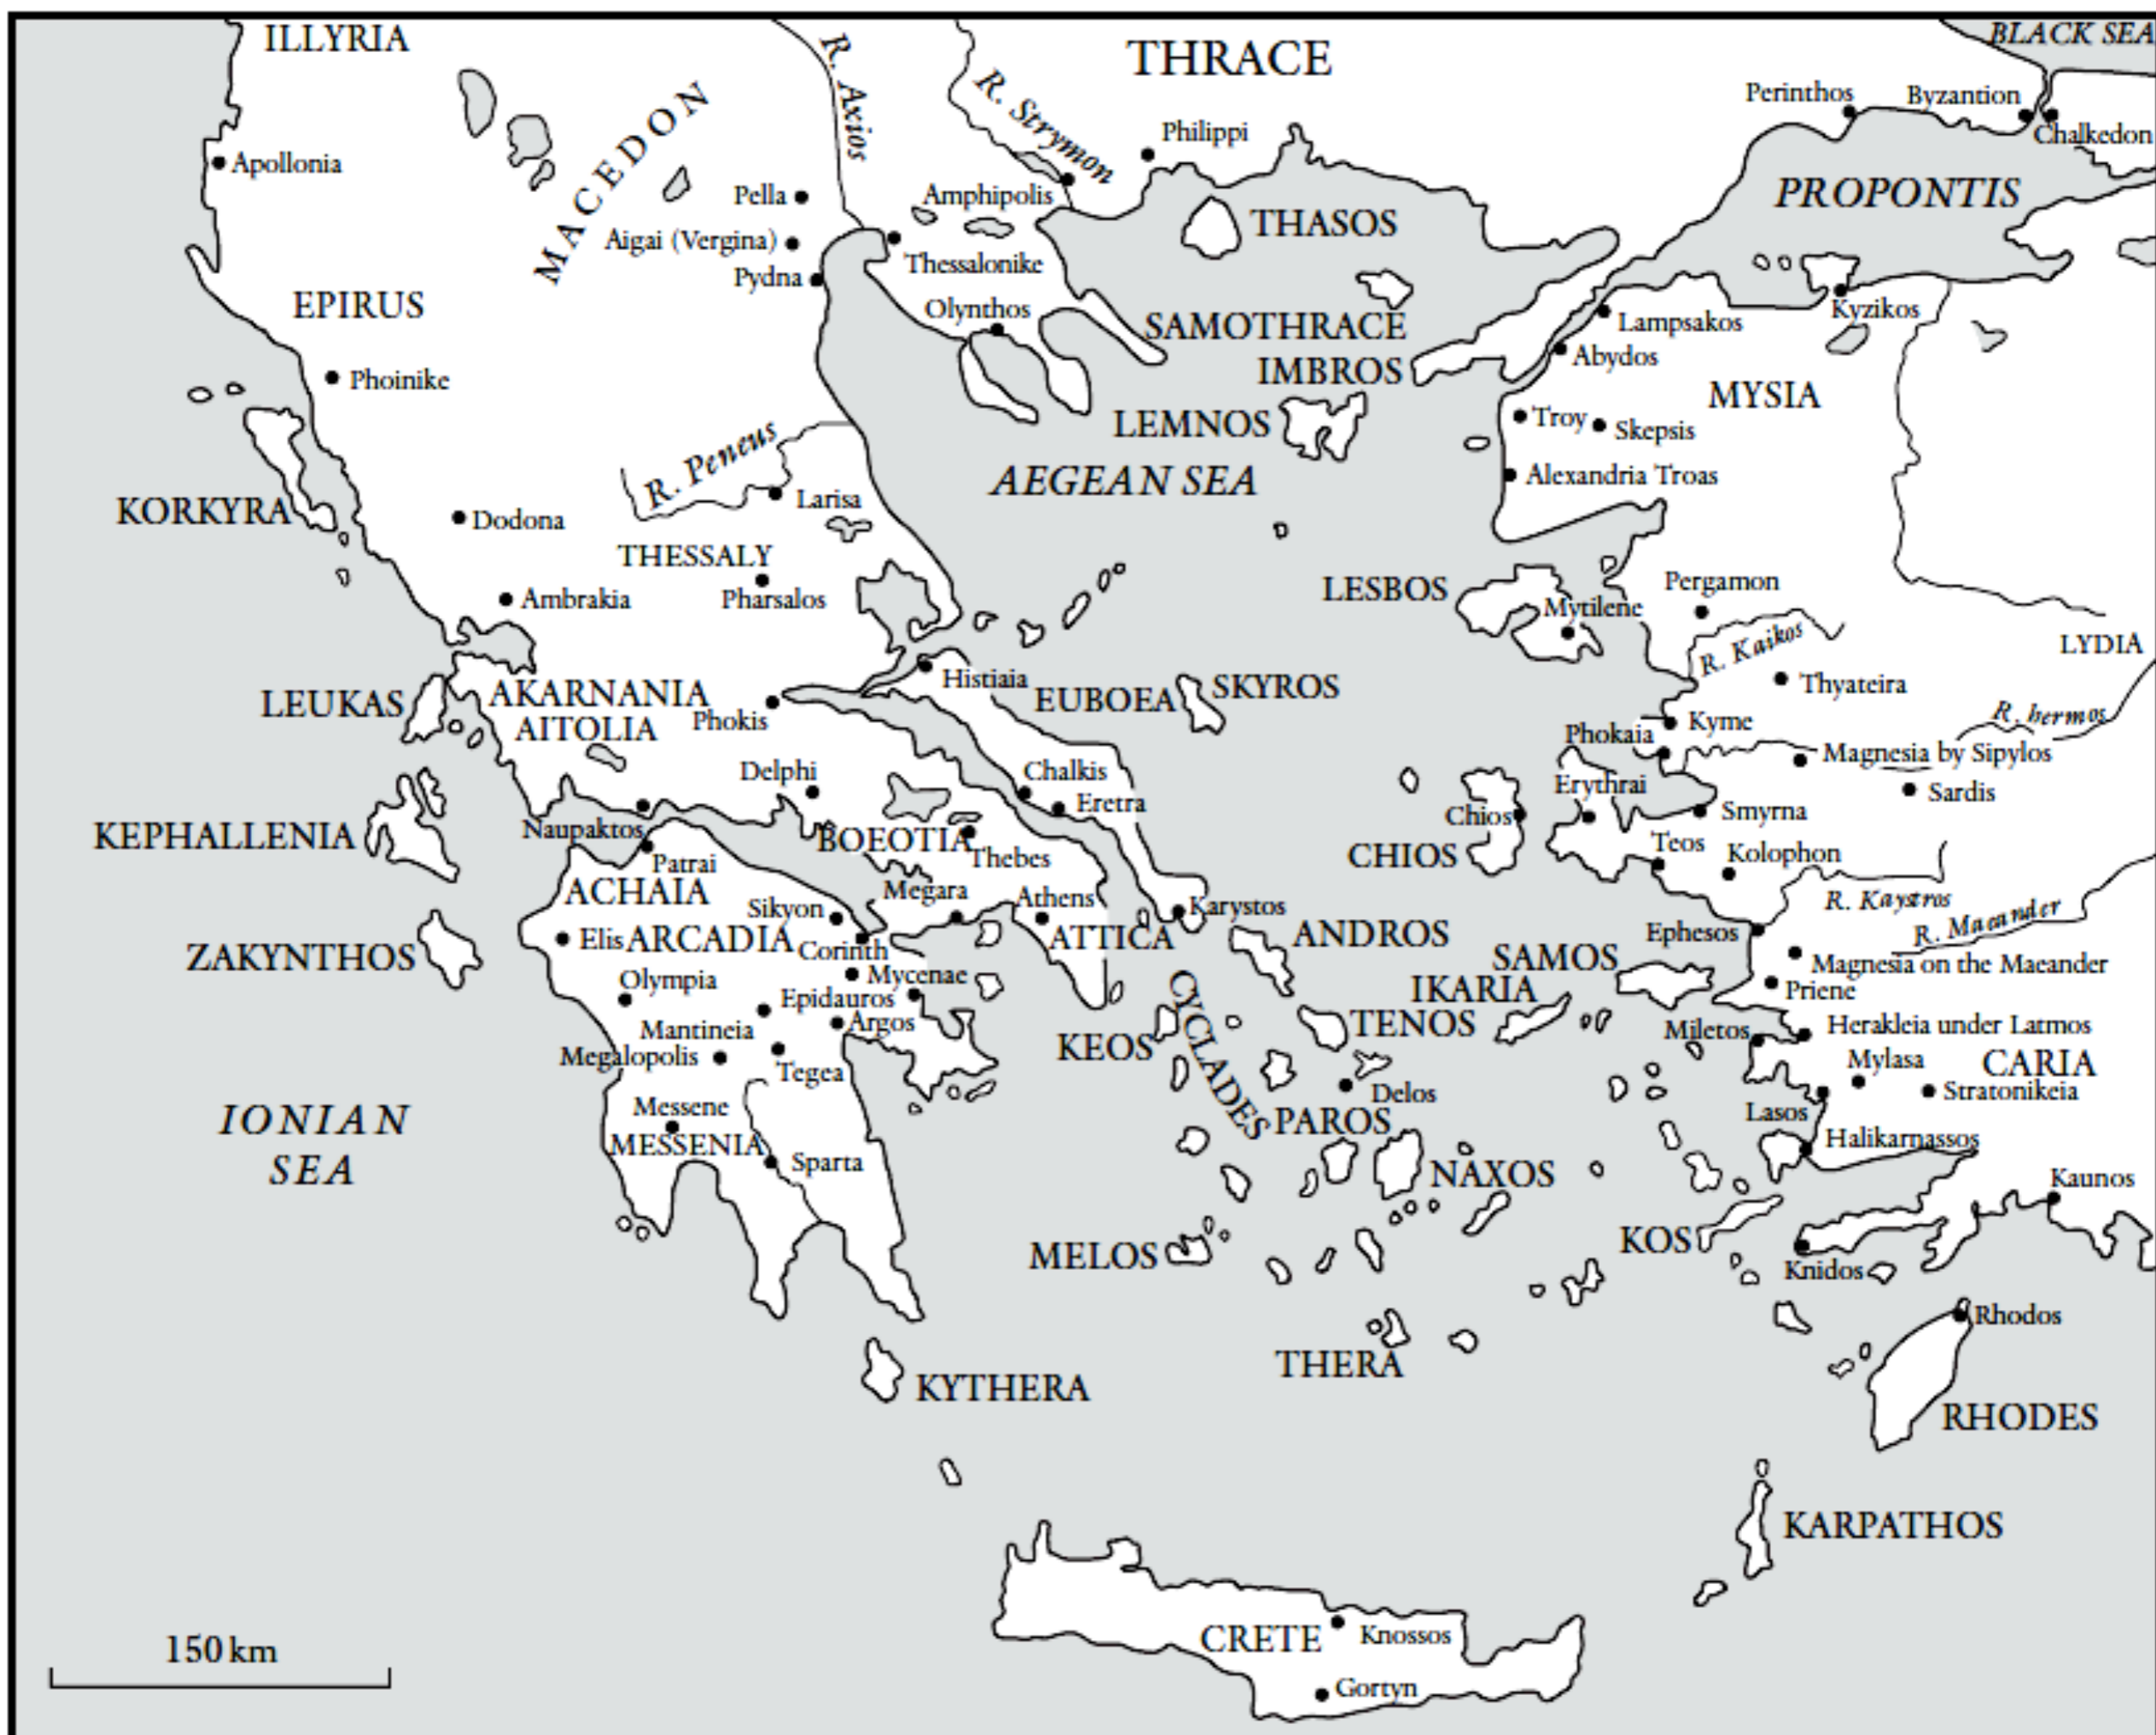 ILLYRIA
THRACE
BLACK SEA
R. Axios
R. Strymon
MACEDON
Perinthos
Byzantion
Chalkedon
Philippi
Apollonia
Pella
Amphipolis
PROPONTIS
THASOS
Aigai (Vergina)
Thessalonike
Pydna
EPIRUS
Olynthos
SAMOTHRACE
Lampsakos
Kyzikos
IMBROS
Abydos
Phoinike
MYSIA
LEMNOS
Troy
Skepsis
R. Peneus
AEGEAN SEA
Alexandria Troas
Larisa
KORKYRA
Dodona
THESSALY
Pharsalos
Ambrakia
LESBOS
Mytilene
Pergamon
R. Kaikos
LYDIA
Histiaia
EUBOEA
SKYROS
Thyateira
LEUKAS
AKARNANIA
AITOLIA
Phokis
Kyme
R. hermos
Phokaia
Magnesia by Sipylos
Delphi
Chalkis
Erythrai
Sardis
Eretra
Chios
Smyrna
KEPHALLENIA
Naupaktos
BOEOTIA
Thebes
Patrai
CHIOS
Teos
Kolophon
ACHAIA
Megara
Athens
Sikyon
Karystos
R. Kaystros
R. Maeander
ZAKYNTHOS
Elis
ARCADIA
Corinth
ATTICA
ANDROS
Ephesos
SAMOS
Magnesia on the Maeander
Olympia
Mycenae
IKARIA
Priene
Epidauros
Mantineia
Argos
CYCLADES
TENOS
KEOS
Miletos
Herakleia under Latmos
Megalopolis
Tegea
Mylasa
CARIA
Delos
Stratonikeia
IONIAN
SEA
Messene
MESSENIA
PAROS
Lasos
Halikarnassos
Sparta
NAXOS
Kaunos
MELOS
KOS
Knidos
Rhodos
THERA
KYTHERA
RHODES
KARPATHOS
CRETE
Knossos
150 km
Gortyn